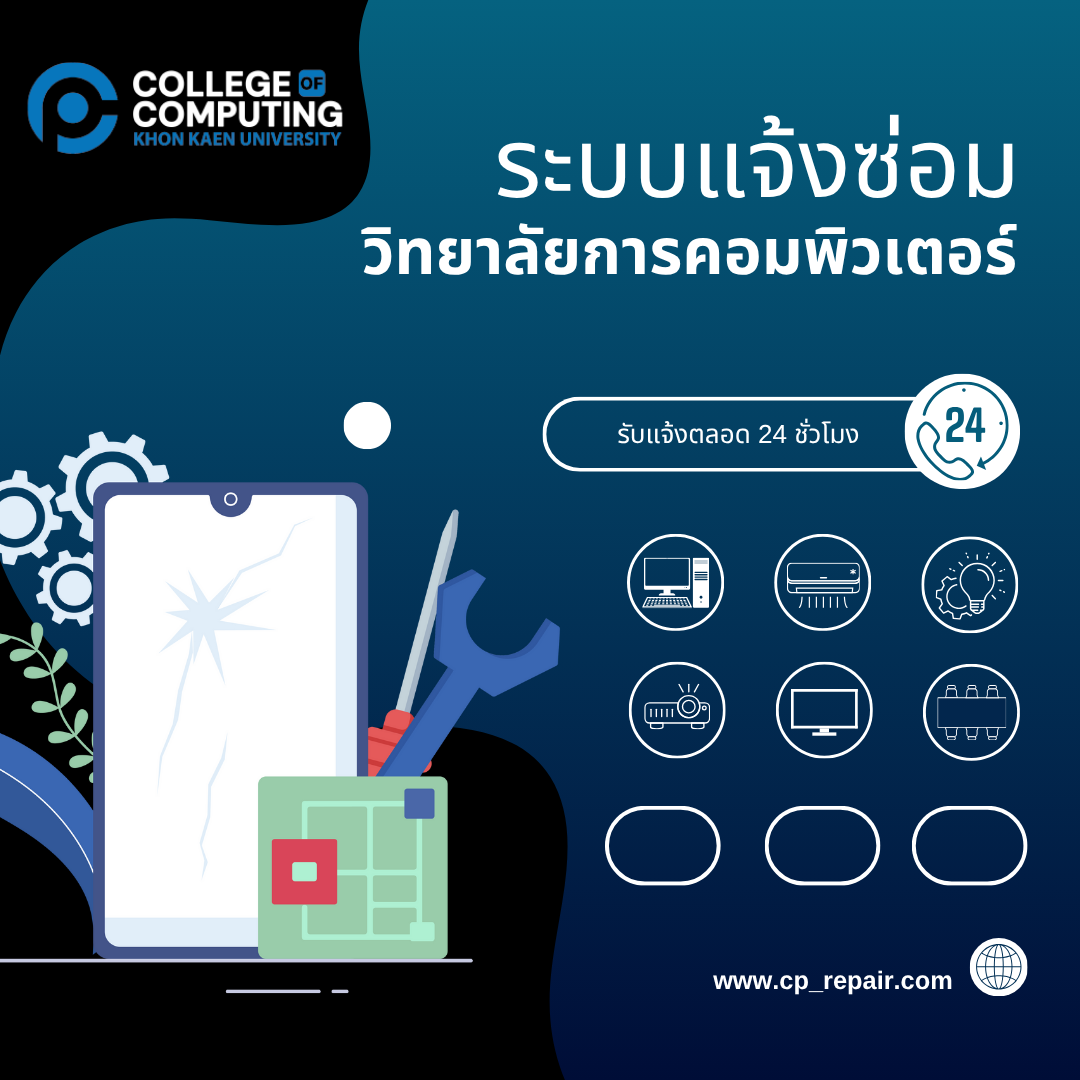 COLLEGE OF
COMPUTING
KHON KAEN UNIVERSITY
ระบบแจ้งซ่อม
วิทยาลัยการคอมพิวเตอร์
รับแจ้งตลอด 24 ชั่วโมง
24
www.cp_repair.com